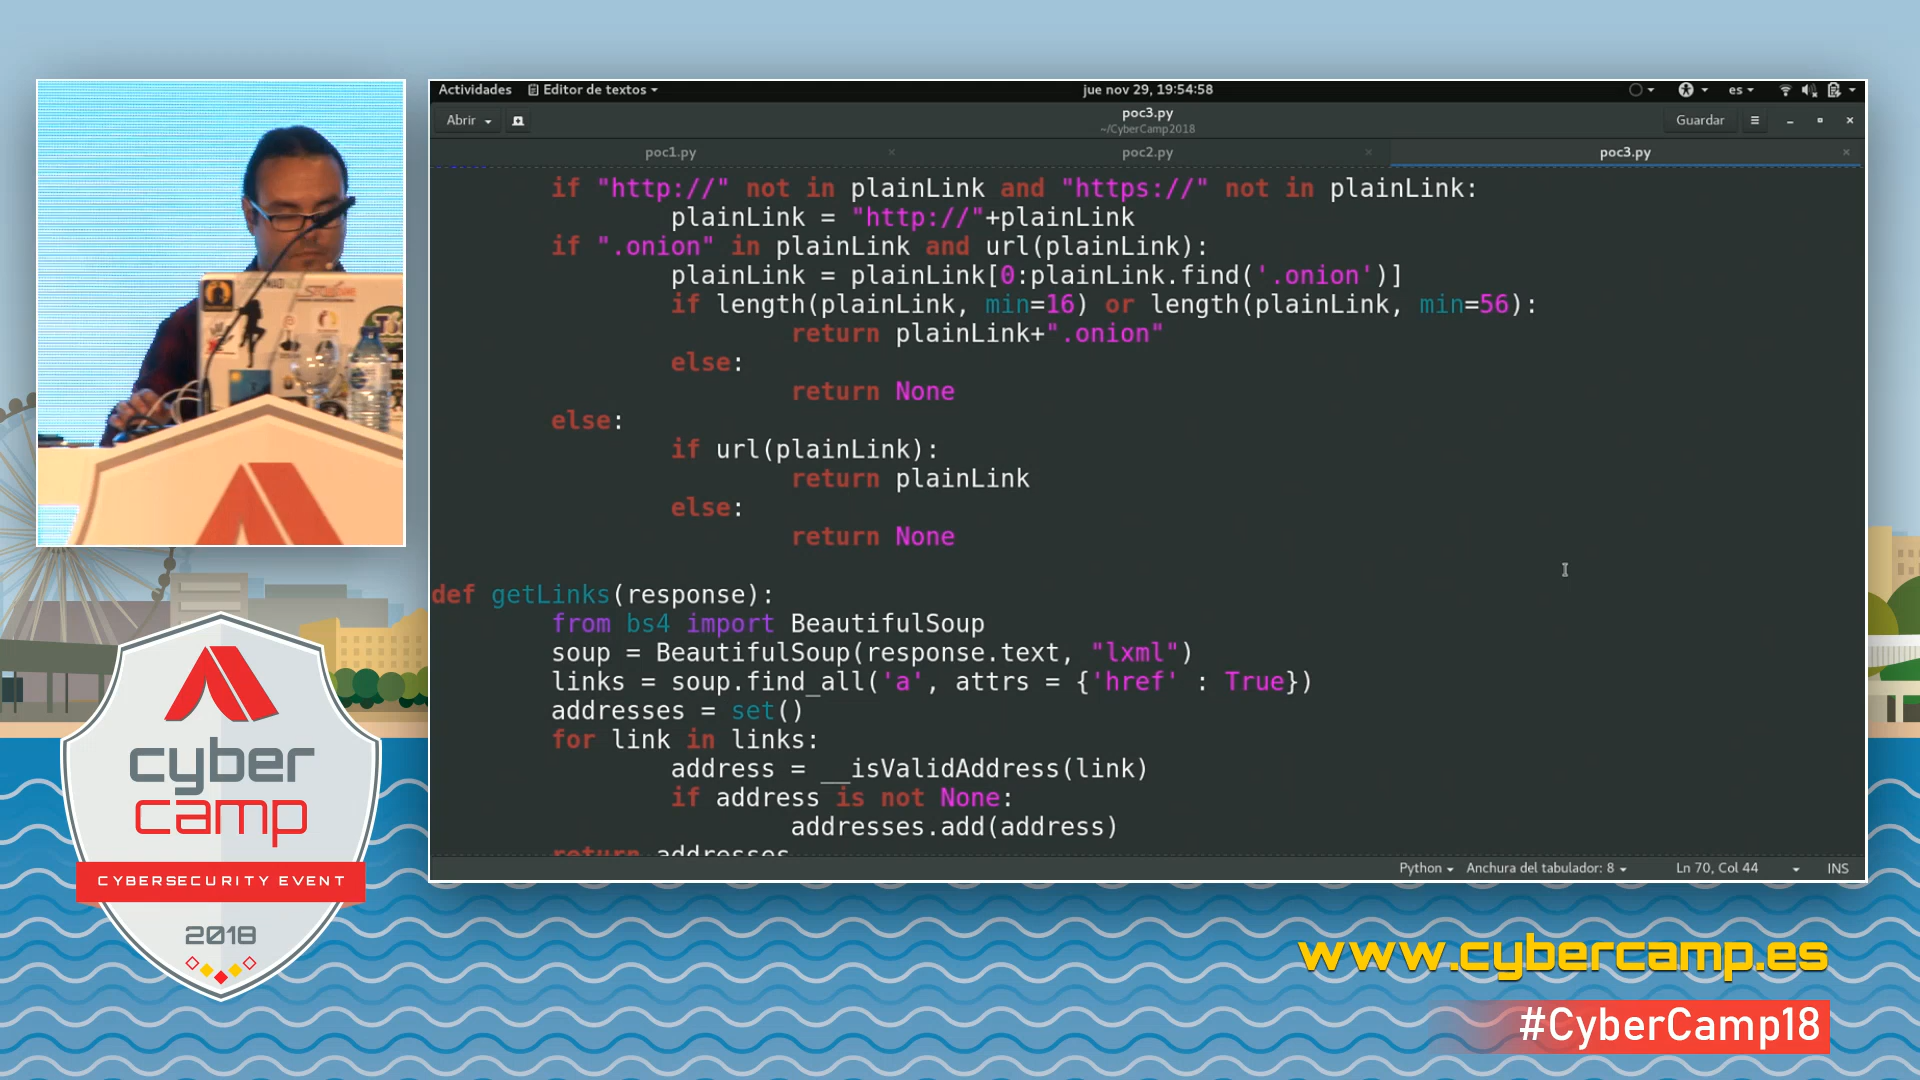 Actividades
Editor de textos
jue nov 29, 19:54:58
es
Abrir
poc3.py
~/CyberCamp2018
Guardar
poc1.py
poc2.py
poc3.py
if "http://" not in plainLink and "https://" not in plainLink:
plainLink = "http://"+plainLink
if ".onion" in plainLink and url(plainLink):
plainLink = plainLink[0:plainLink.find('.onion')]
if length(plainLink, min=16) or length(plainLink, min=56):
return plainLink+".onion"
else:
return None
else:
if url(plainLink):
return plainLink
else:
return None
def getLinks(response):
from bs4 import BeautifulSoup
soup = BeautifulSoup(response.text, "lxml")
links = soup.find_all('a', attrs = {'href' : True})
addresses = set()
for link in links:
address = __isValidAddress(link)
if address is not None:
addresses.add(address)
return addresses
Python
Anchura del tabulador: 8
Ln 70, Col 44
INS
cyber
camp
CYBERSECURITY EVENT
2018
www.cybercamp.es
#CyberCamp18